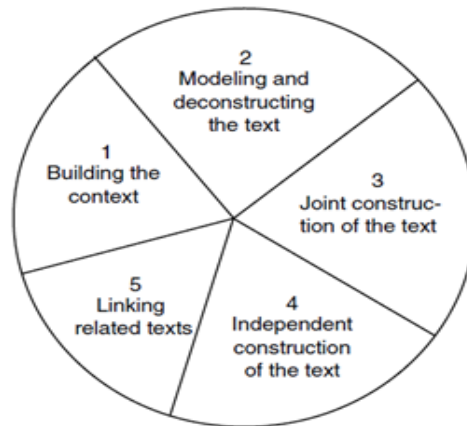 1
Building the
context
2
Modeling and
deconstructing
the text
3
Joint construc-
tion of the text
4
Independent
construction
of the text
5
Linking
related texts